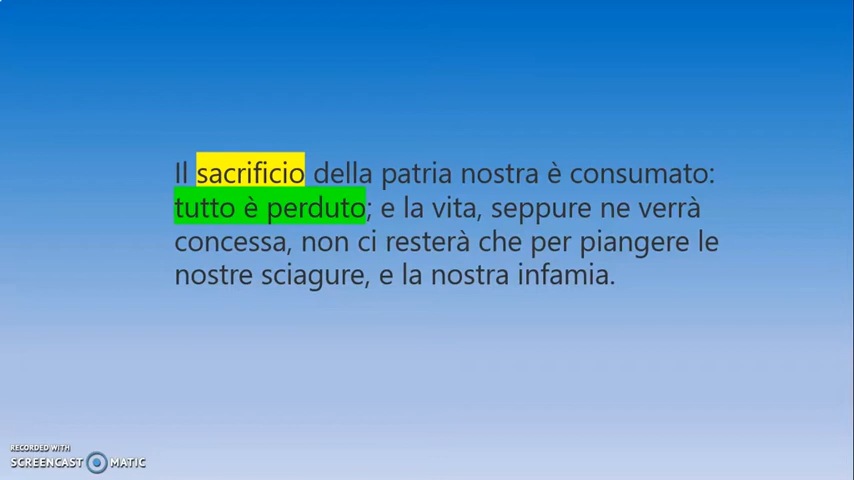 Il sacrificio della patria nostra è consumato:
tutto è perduto; e la vita, seppure ne verrà
concessa, non ci resterà che per piangere le
nostre sciagure, e la nostra infamia.
RECORDED WITH
SCREENCAST MATIC